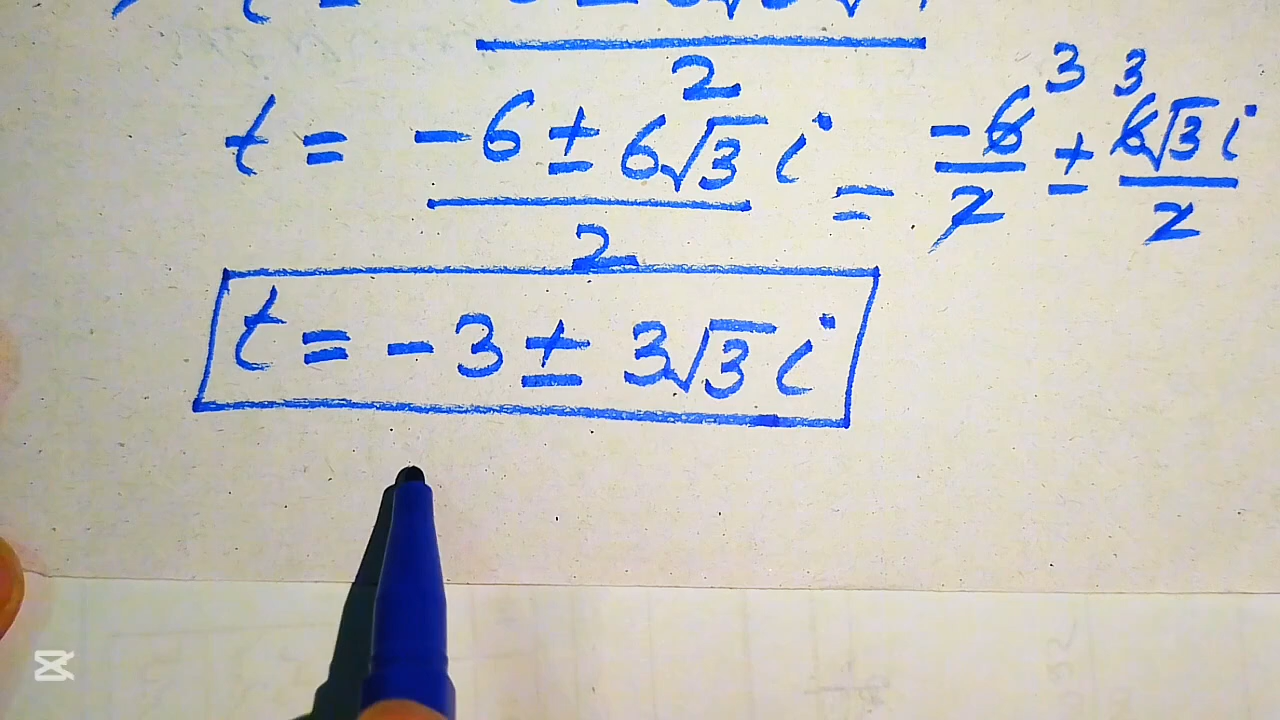 2
t = -6 ± 6√3 i / 2 = -6/2 ± 6√3 i / 2
3 3
t = -3 ± 3√3 i